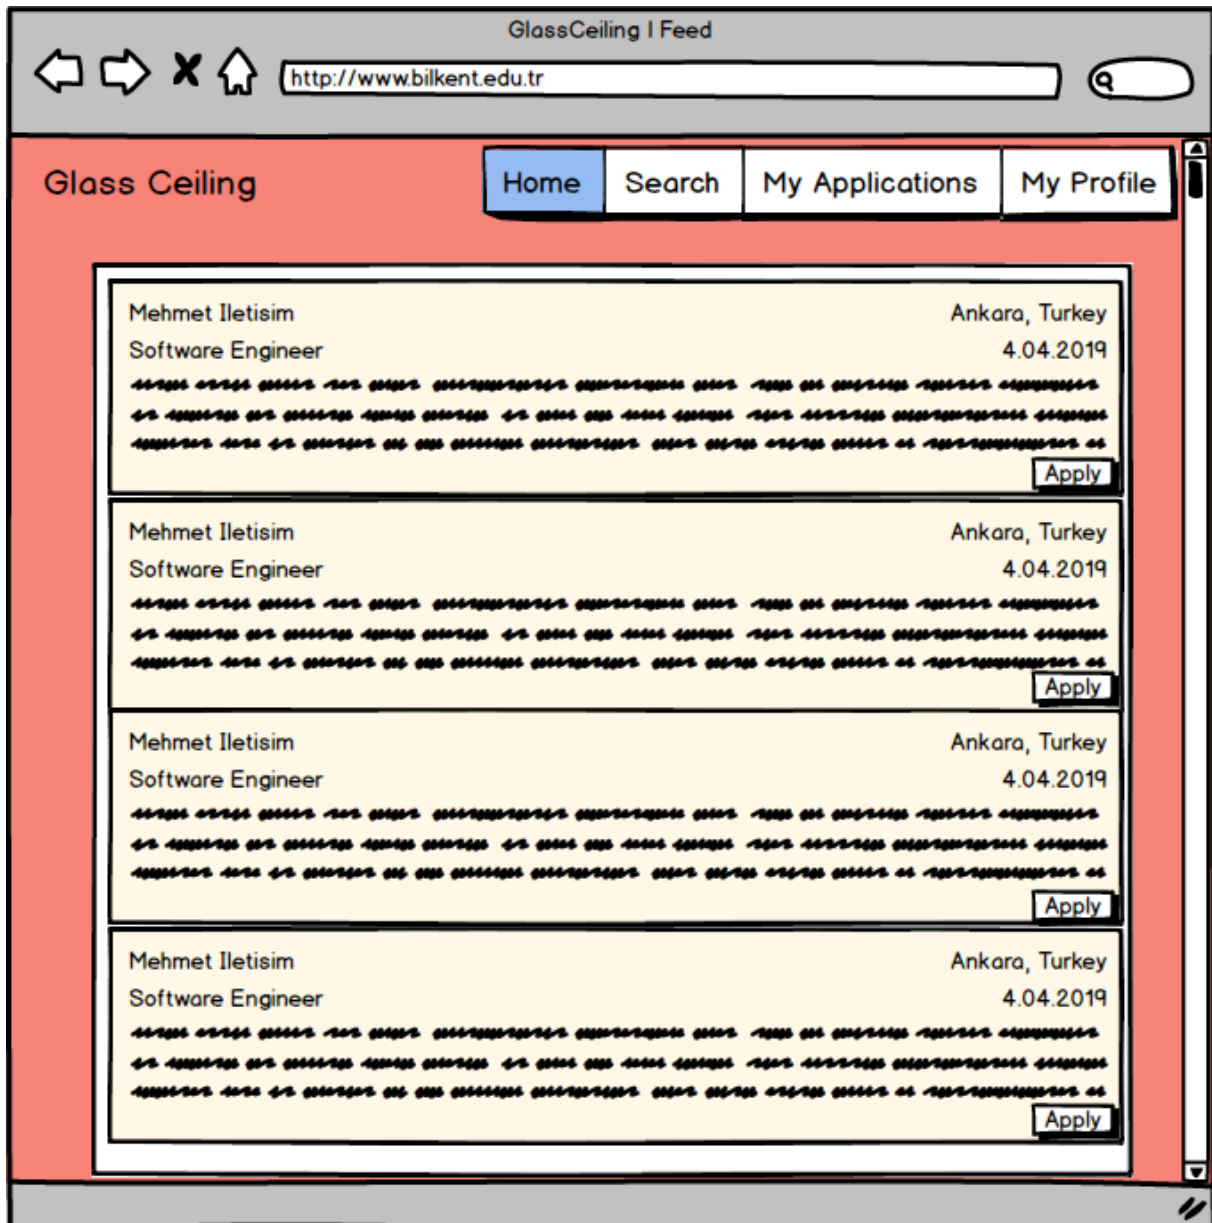 GlassCeiling | Feed
http://www.bilkent.edu.tr
Glass Ceiling
Home Search My Applications My Profile
Mehmet Iletisim Ankara, Turkey
Software Engineer 4.04.2019
Apply
Mehmet Iletisim Ankara, Turkey
Software Engineer 4.04.2019
Apply
Mehmet Iletisim Ankara, Turkey
Software Engineer 4.04.2019
Apply
Mehmet Iletisim Ankara, Turkey
Software Engineer 4.04.2019
Apply